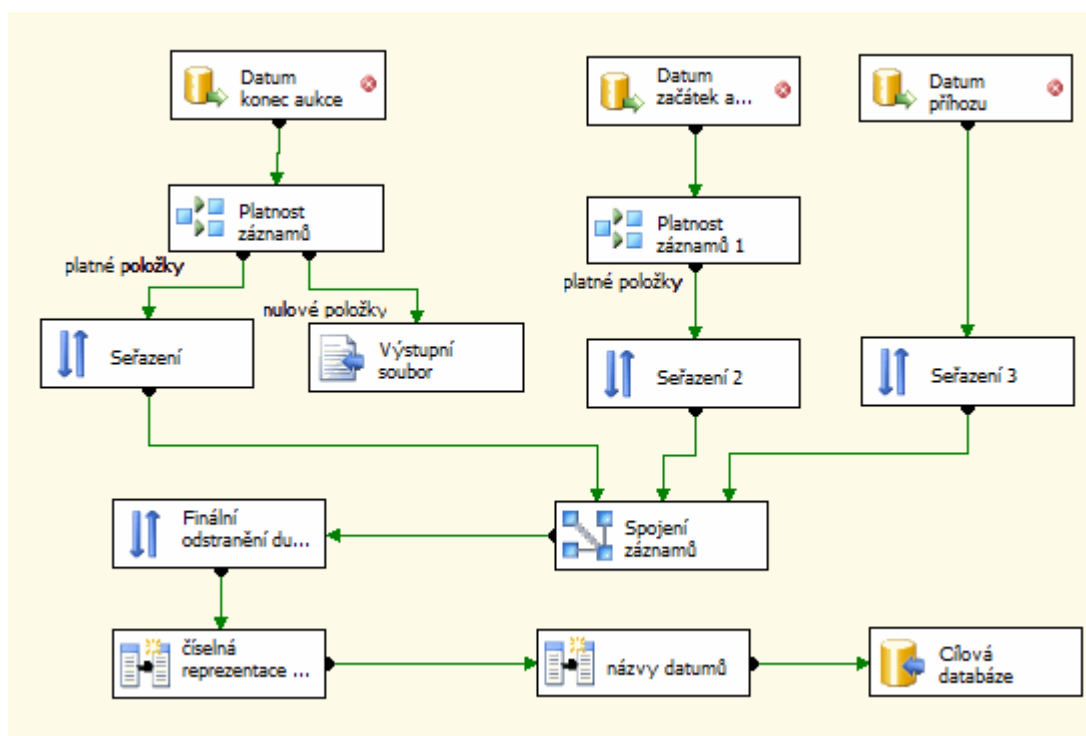 Datum
konec aukce
Datum
začátek a...
Datum
příhozu
Platnost
záznamů
Platnost
záznamů 1
platné položky
nulové položky
platné položky
Seřazení
Výstupní
soubor
Seřazení 2
Seřazení 3
Finální
odstranění du...
Spojení
záznamů
číselná
reprezentace ...
názvy datumů
Cílová
databáze